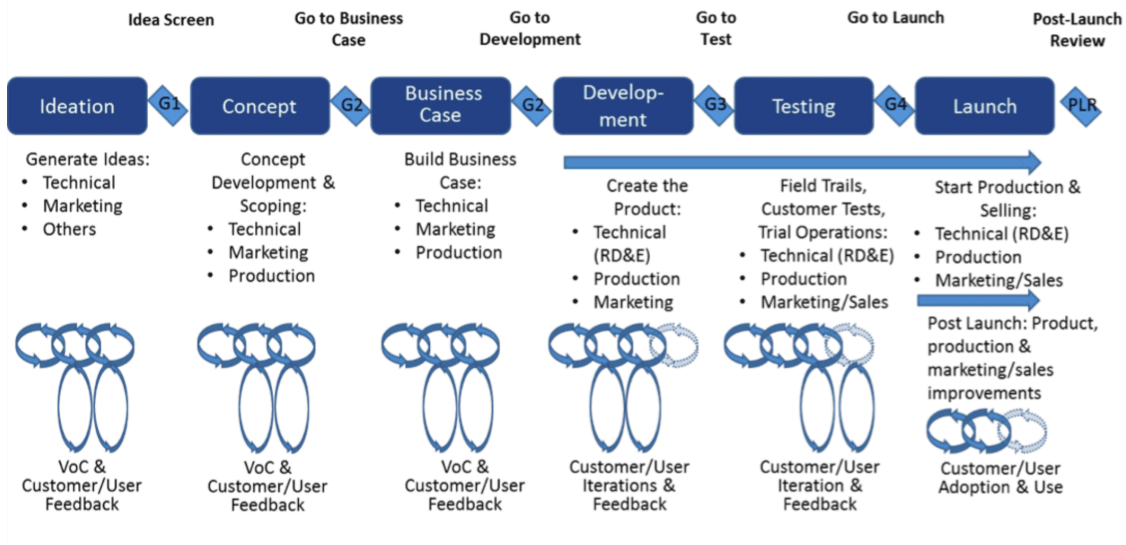 Idea Screen
Go to Business
Case
Go to
Development
Go to
Test
Go to Launch
Post-Launch
Review
Ideation
G1
Concept
G2
Business
Case
G2
Develop-
ment
G3
Testing
G4
Launch
PLR
Generate Ideas:
• Technical
• Marketing
• Others
Concept
Development &
Scoping:
• Technical
• Marketing
• Production
Build Business
Case:
• Technical
• Marketing
• Production
Create the
Product:
• Technical
(RD&E)
• Production
• Marketing
Field Trails,
Customer Tests,
Trial Operations:
• Technical (RD&E)
• Production
• Marketing/Sales
Start Production &
Selling:
• Technical (RD&E)
• Production
• Marketing/Sales
Post Launch: Product,
production &
marketing/sales
improvements
VoC &
Customer/User
Feedback
VoC &
Customer/User
Feedback
VoC &
Customer/User
Feedback
Customer/User
Iterations &
Feedback
Customer/User
Iteration &
Feedback
Customer/User
Adoption & Use